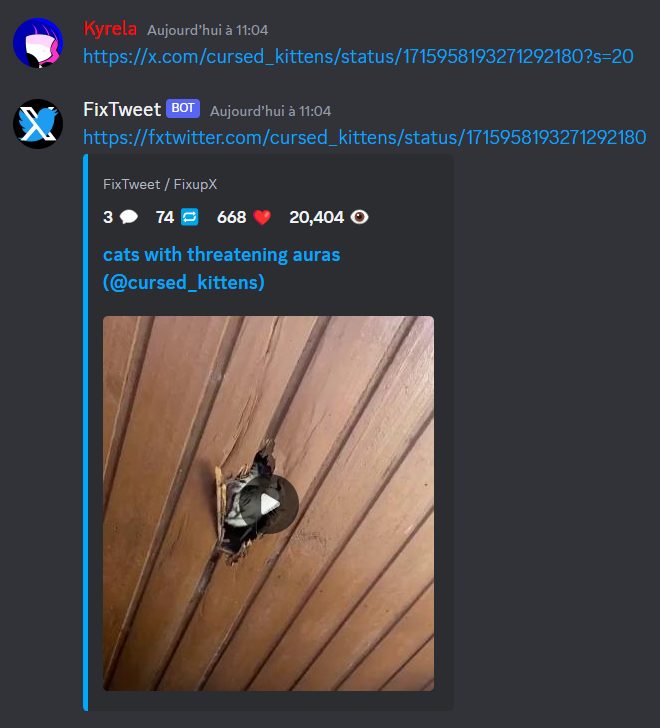 Kyrela Aujourd’hui à 11:04
https://x.com/cursed_kittens/status/1715958193271292180?s=20
FixTweet BOT Aujourd’hui à 11:04
https://fxtwitter.com/cursed_kittens/status/1715958193271292180
FixTweet / FixupX
3 💬 74 🔁 668 ❤️ 20,404 👁️
cats with threatening auras
(@cursed_kittens)